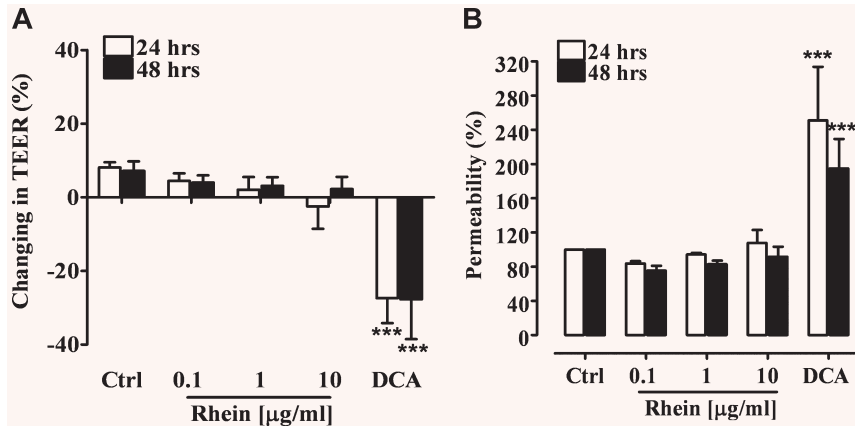 A
24 hrs
48 hrs
Changing in TEER (%)
40
20
0
-20
-40
***
***
Ctrl 0.1 1 10 DCA
Rhein [µg/ml]
B
24 hrs
48 hrs
Permeability (%)
320
280
240
200
160
120
80
40
0
***
***
Ctrl 0.1 1 10 DCA
Rhein [µg/ml]